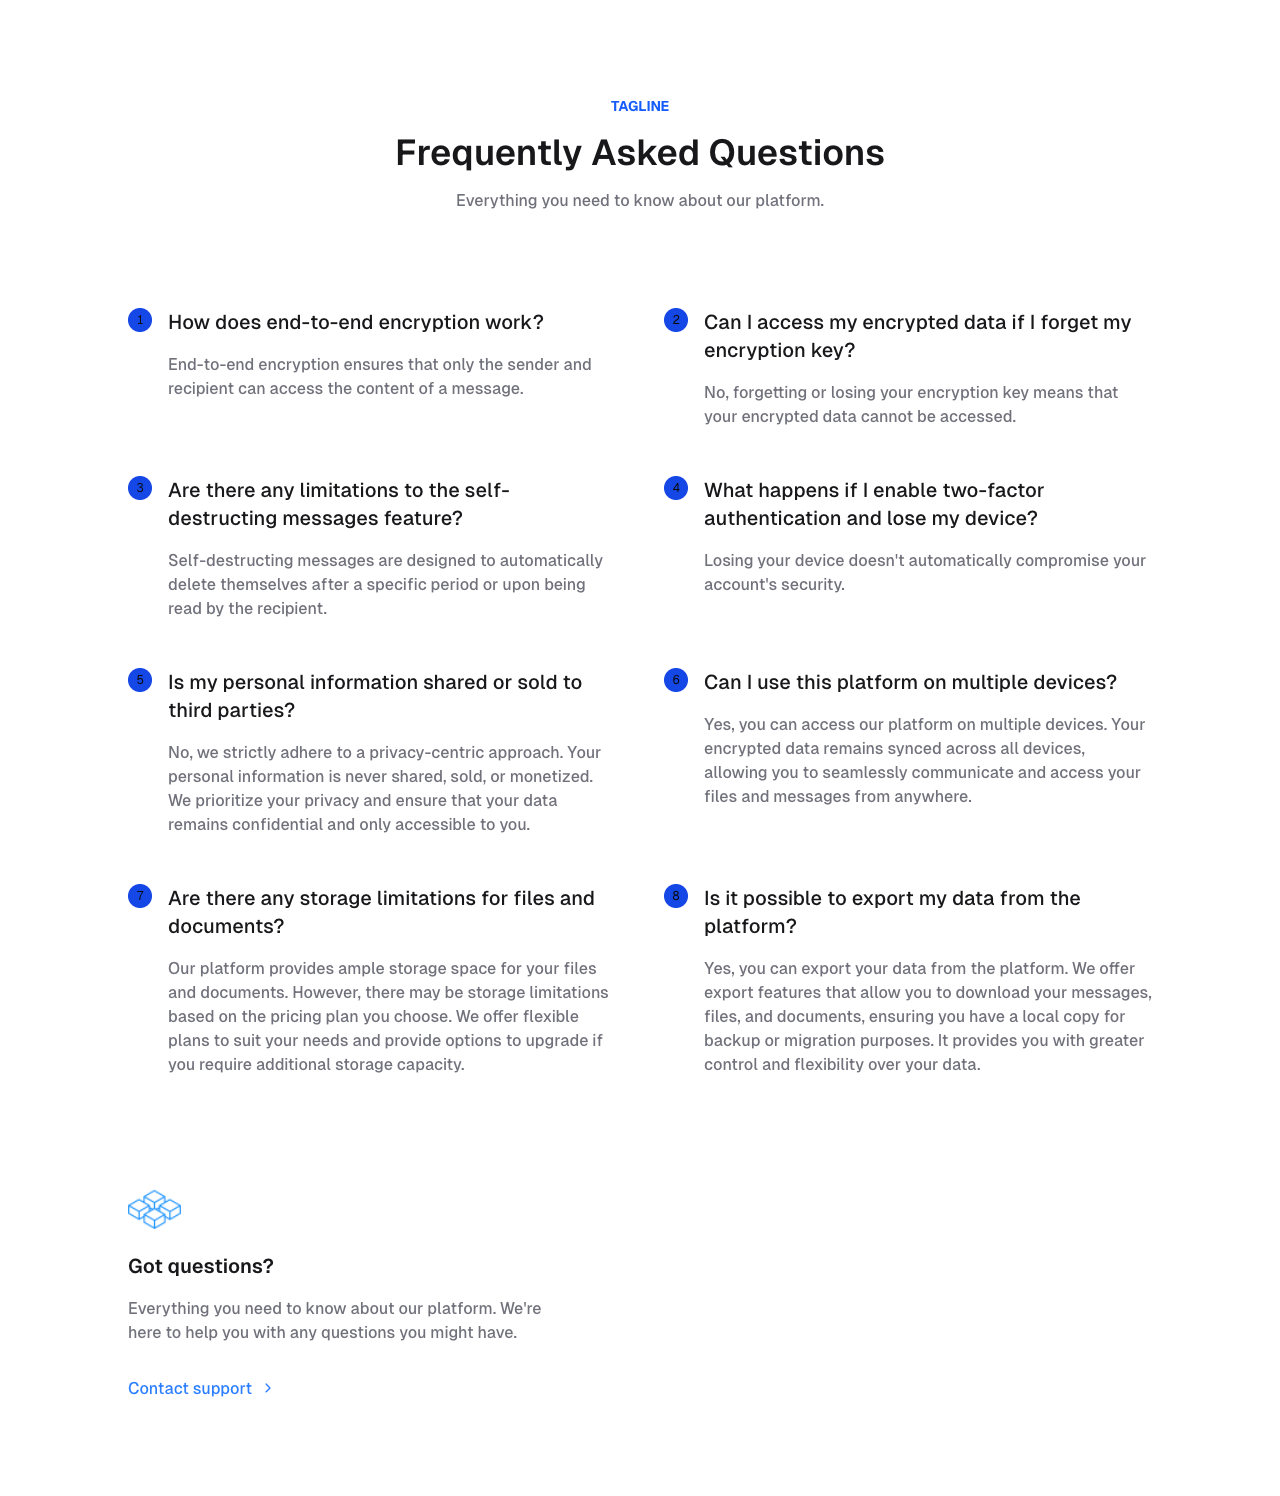 TAGLINE
Frequently Asked Questions
Everything you need to know about our platform.
1
How does end-to-end encryption work?
End-to-end encryption ensures that only the sender and
recipient can access the content of a message.
2
Can I access my encrypted data if I forget my
encryption key?
No, forgetting or losing your encryption key means that
your encrypted data cannot be accessed.
3
Are there any limitations to the self-
destructing messages feature?
Self-destructing messages are designed to automatically
delete themselves after a specific period or upon being
read by the recipient.
4
What happens if I enable two-factor
authentication and lose my device?
Losing your device doesn't automatically compromise your
account's security.
5
Is my personal information shared or sold to
third parties?
No, we strictly adhere to a privacy-centric approach. Your
personal information is never shared, sold, or monetized.
We prioritize your privacy and ensure that your data
remains confidential and only accessible to you.
6
Can I use this platform on multiple devices?
Yes, you can access our platform on multiple devices. Your
encrypted data remains synced across all devices,
allowing you to seamlessly communicate and access your
files and messages from anywhere.
7
Are there any storage limitations for files and
documents?
Our platform provides ample storage space for your files
and documents. However, there may be storage limitations
based on the pricing plan you choose. We offer flexible
plans to suit your needs and provide options to upgrade if
you require additional storage capacity.
8
Is it possible to export my data from the
platform?
Yes, you can export your data from the platform. We offer
export features that allow you to download your messages,
files, and documents, ensuring you have a local copy for
backup or migration purposes. It provides you with greater
control and flexibility over your data.
Got questions?
Everything you need to know about our platform. We're
here to help you with any questions you might have.
Contact support